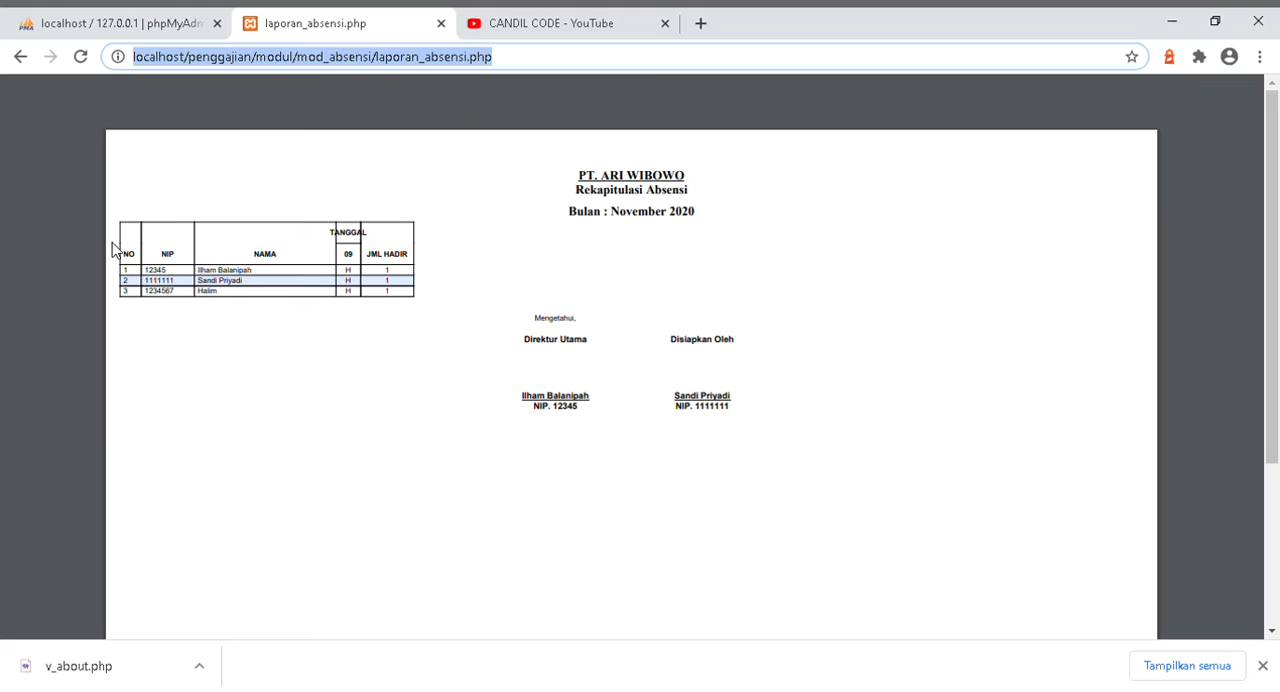 localhost / 127.0.0.1 | phpMyAdm
laporan_absensi.php
CANDIL CODE - YouTube
localhost/penggajian/modul/mod_absensi/laporan_absensi.php
PT. ARI WIBOWO
Rekapitulasi Absensi
Bulan : November 2020
TANGGAL
NO NIP NAMA 09 JML HADIR
1 12345 Ilham Balanipah H 1
2 1111111 Sandi Priyadi H 1
3 1234567 Halim H 1
Mengetahui,
Direktur Utama Disiapkan Oleh
Ilham Balanipah Sandi Priyadi
NIP. 12345 NIP. 1111111
v_about.php
Tampilkan semua